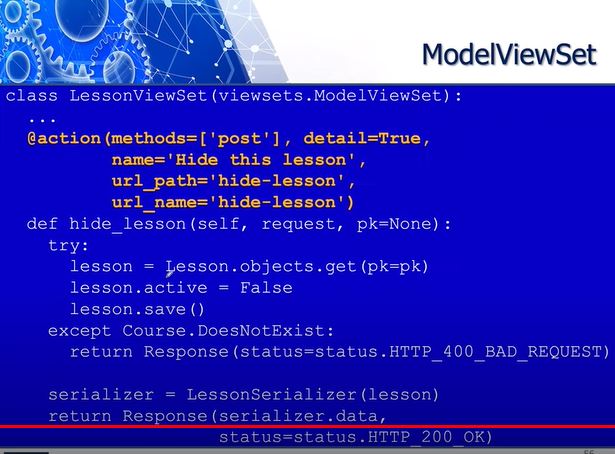 ModelViewSet
class LessonViewSet(viewsets.ModelViewSet):
  ...
  @action(methods=['post'], detail=True,
          name='Hide this lesson',
          url_path='hide-lesson',
          url_name='hide-lesson')
  def hide_lesson(self, request, pk=None):
    try:
      lesson = Lesson.objects.get(pk=pk)
      lesson.active = False
      lesson.save()
    except Course.DoesNotExist:
      return Response(status=status.HTTP_400_BAD_REQUEST)
    serializer = LessonSerializer(lesson)
    return Response(serializer.data,
                    status=status.HTTP_200_OK)